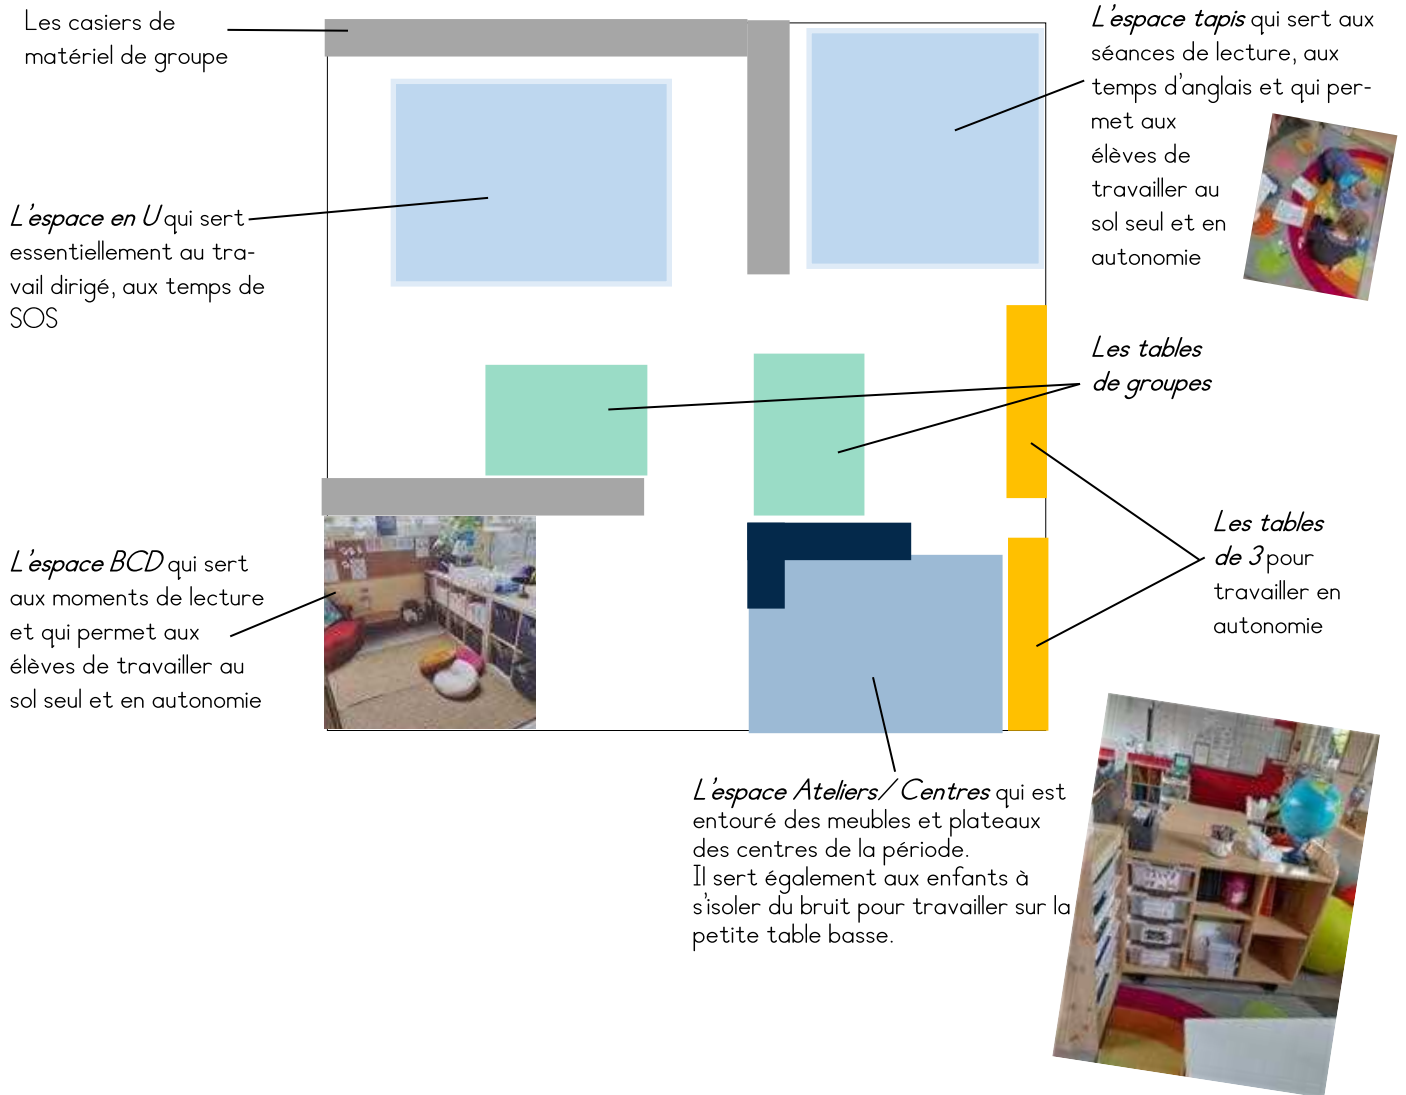 Les casiers de
matériel de groupe
L'espace tapis qui sert aux
séances de lecture, aux
temps d'anglais et qui per-
met aux
élèves de
travailler au
sol seul et en
autonomie
L'espace en U qui sert
essentiellement au tra-
vail dirigé, aux temps de
SOS
Les tables
de groupes
Les tables
de 3 pour
travailler en
autonomie
L'espace BCD qui sert
aux moments de lecture
et qui permet aux
élèves de travailler au
sol seul et en autonomie
L'espace Ateliers/ Centres qui est
entouré des meubles et plateaux
des centres de la période.
Il sert également aux enfants à
s'isoler du bruit pour travailler sur la
petite table basse.